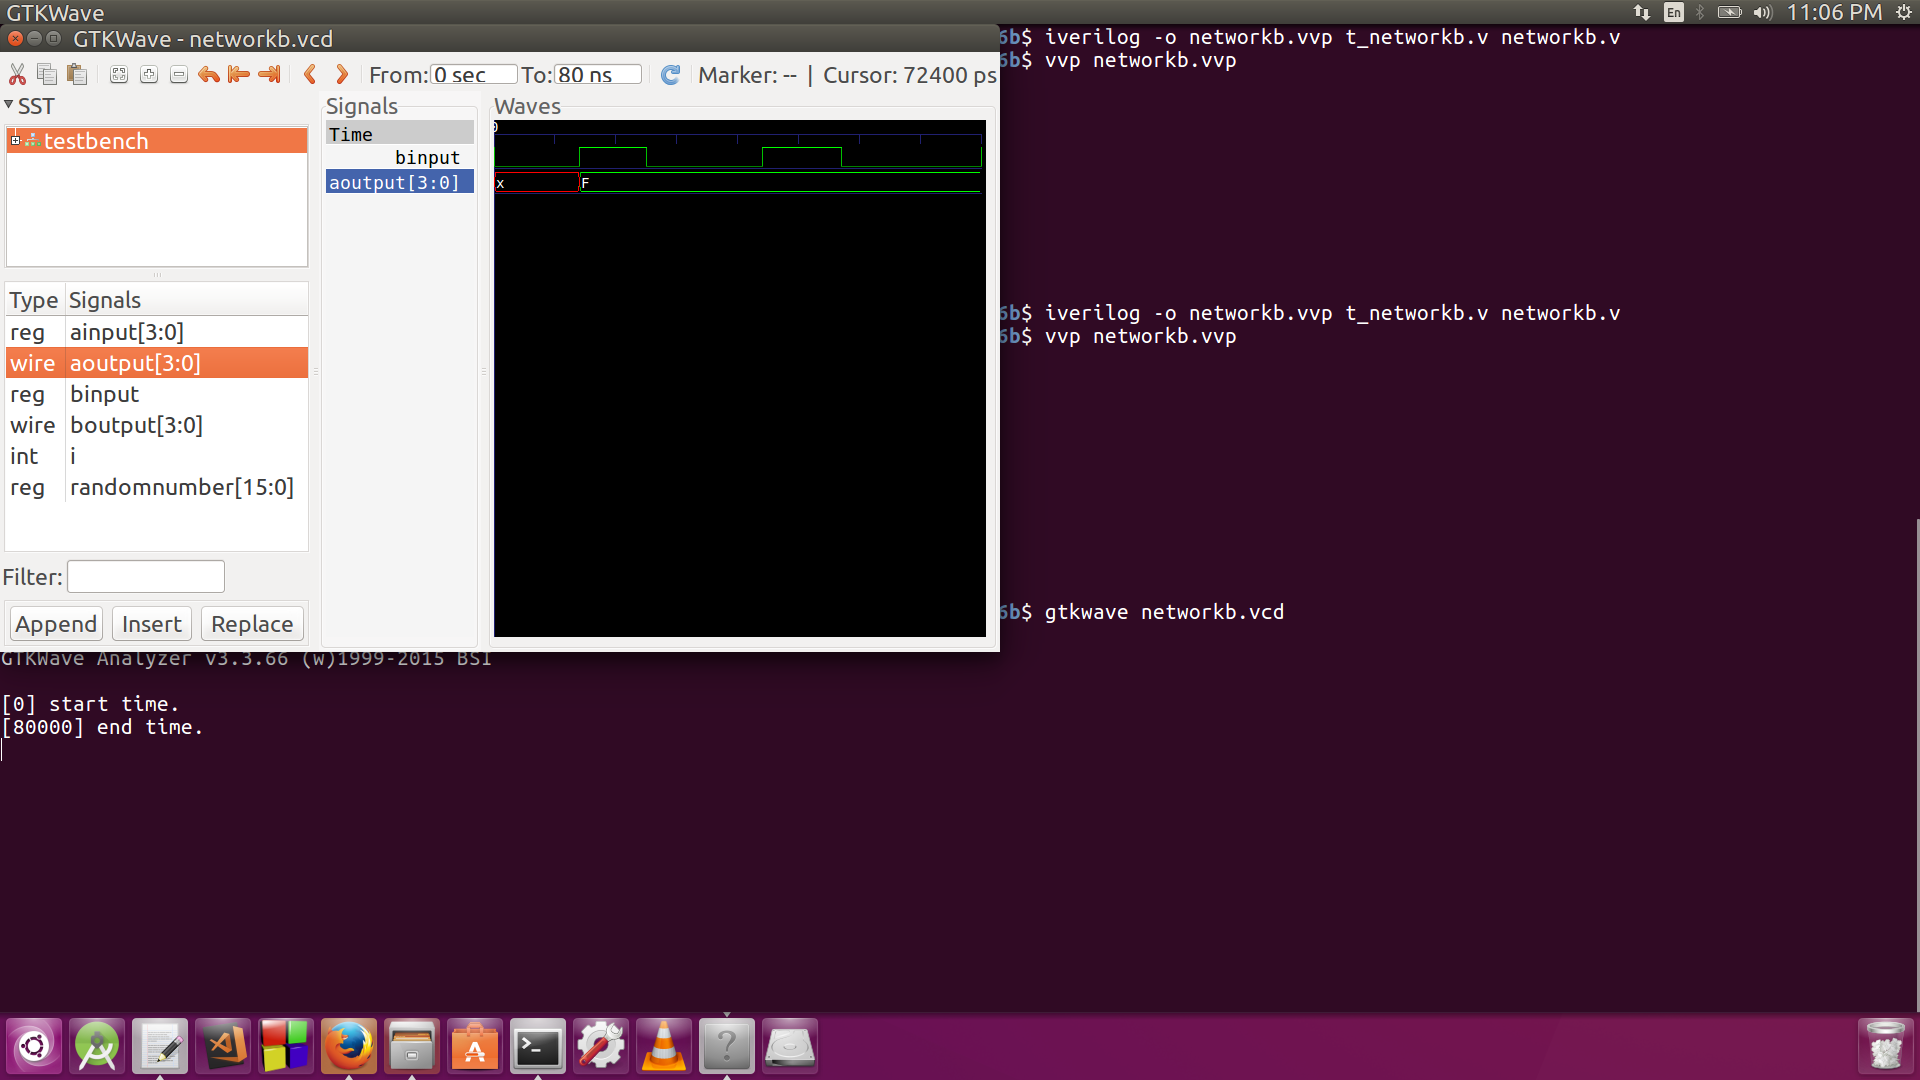 GTKWave
En
11:06 PM
GTKWave - networkb.vcd
From: 0 sec To: 80 ns Marker: -- | Cursor: 72400 ps
SST
testbench
Type Signals
reg ainput[3:0]
wire aoutput[3:0]
reg binput
wire boutput[3:0]
int i
reg randomnumber[15:0]
Filter:
Append Insert Replace
Signals
Time
binput
aoutput[3:0]
Waves
0
x F
6b$ iverilog -o networkb.vvp t_networkb.v networkb.v
6b$ vvp networkb.vvp
6b$ iverilog -o networkb.vvp t_networkb.v networkb.v
6b$ vvp networkb.vvp
6b$ gtkwave networkb.vcd
GTKWave Analyzer v3.3.66 (w)1999-2015 BSI
[0] start time.
[80000] end time.